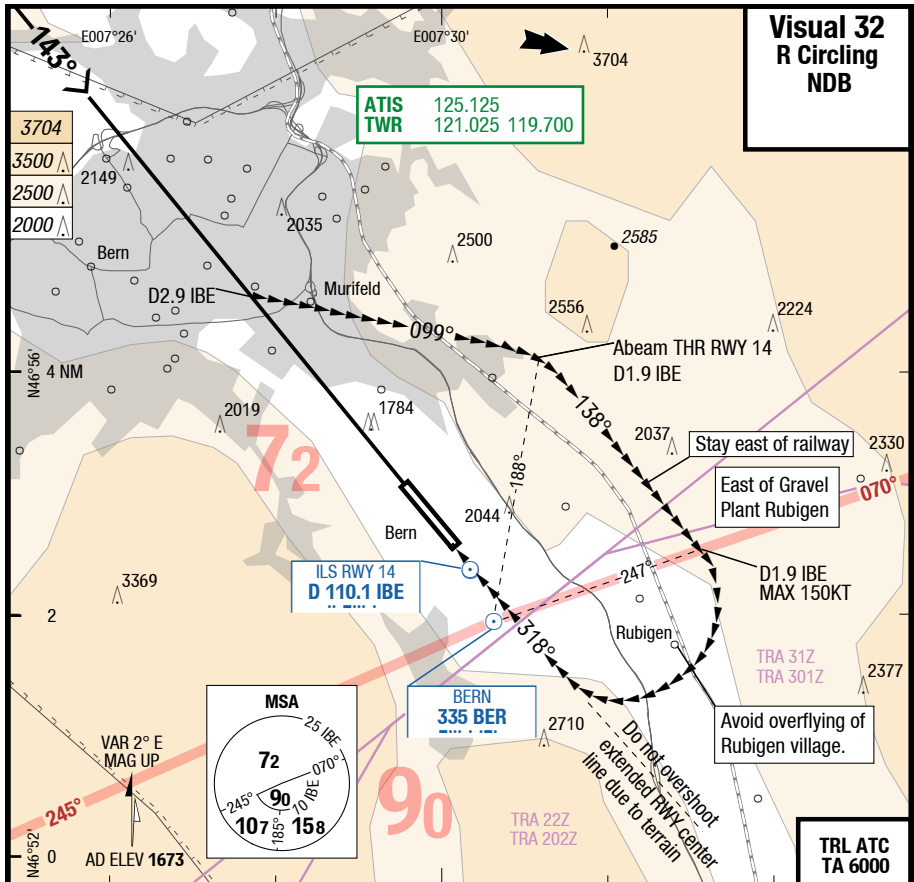 Visual 32
R Circling
NDB
E007°26'
E007°30'
143°
3704
3704
3500
2500
2000
2149
ATIS 125.125
TWR 121.025 119.700
2035
2500
2585
Bern
Murifeld
D2.9 IBE
099°
2556
2224
Abeam THR RWY 14
D1.9 IBE
N46°56'
4 NM
138°
2019
1784
2037
Stay east of railway
2330
72
188°
East of Gravel
Plant Rubigen
070°
2044
Bern
ILS RWY 14
D 110.1 IBE
247°
D1.9 IBE
MAX 150KT
3369
2
318°
Rubigen
TRA 31Z
TRA 301Z
2377
BERN
335 BER
MSA
25 IBE
72
070°
245°
90
10 IBE
107
185°
158
2710
Avoid overflying of
Rubigen village.
Do not overshoot
extended RWY center
line due to terrain
VAR 2° E
MAG UP
245°
90
TRA 22Z
TRA 202Z
N46°52'
0
AD ELEV 1673
TRL ATC
TA 6000